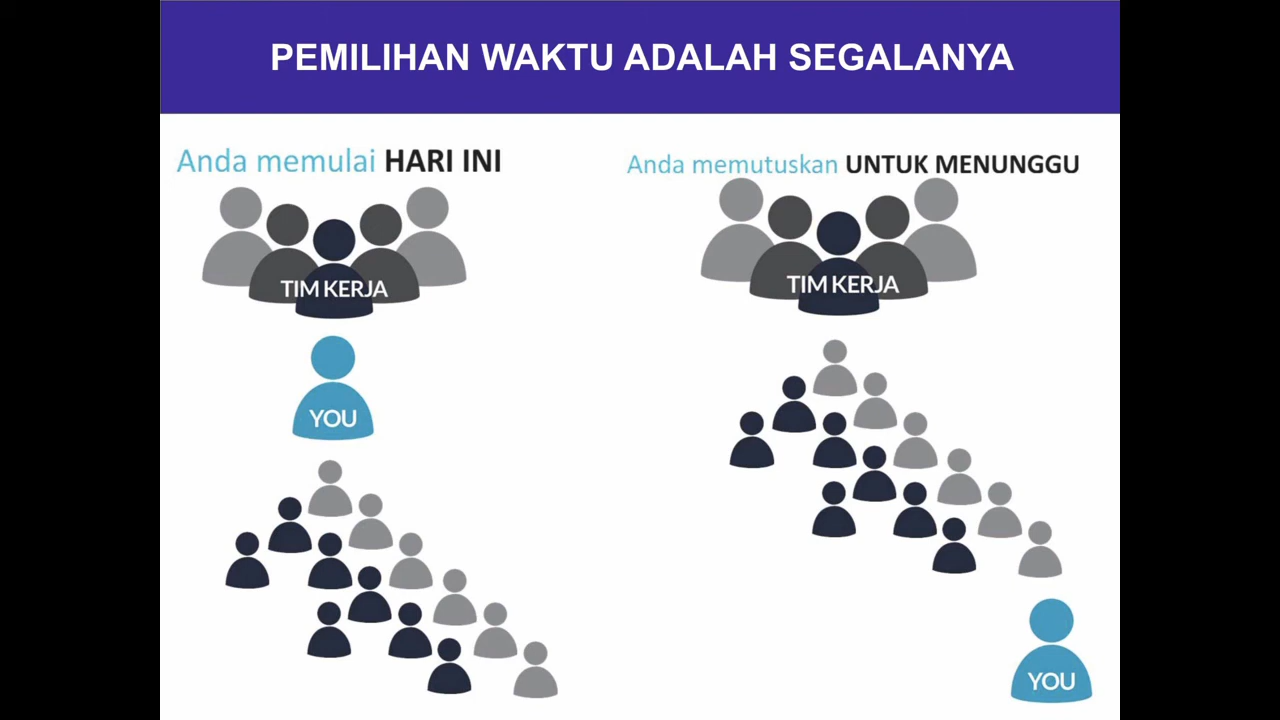 PEMILIHAN WAKTU ADALAH SEGALANYA
Anda memulai HARI INI
TIM KERJA
YOU
Anda memutuskan UNTUK MENUNGGU
TIM KERJA
YOU